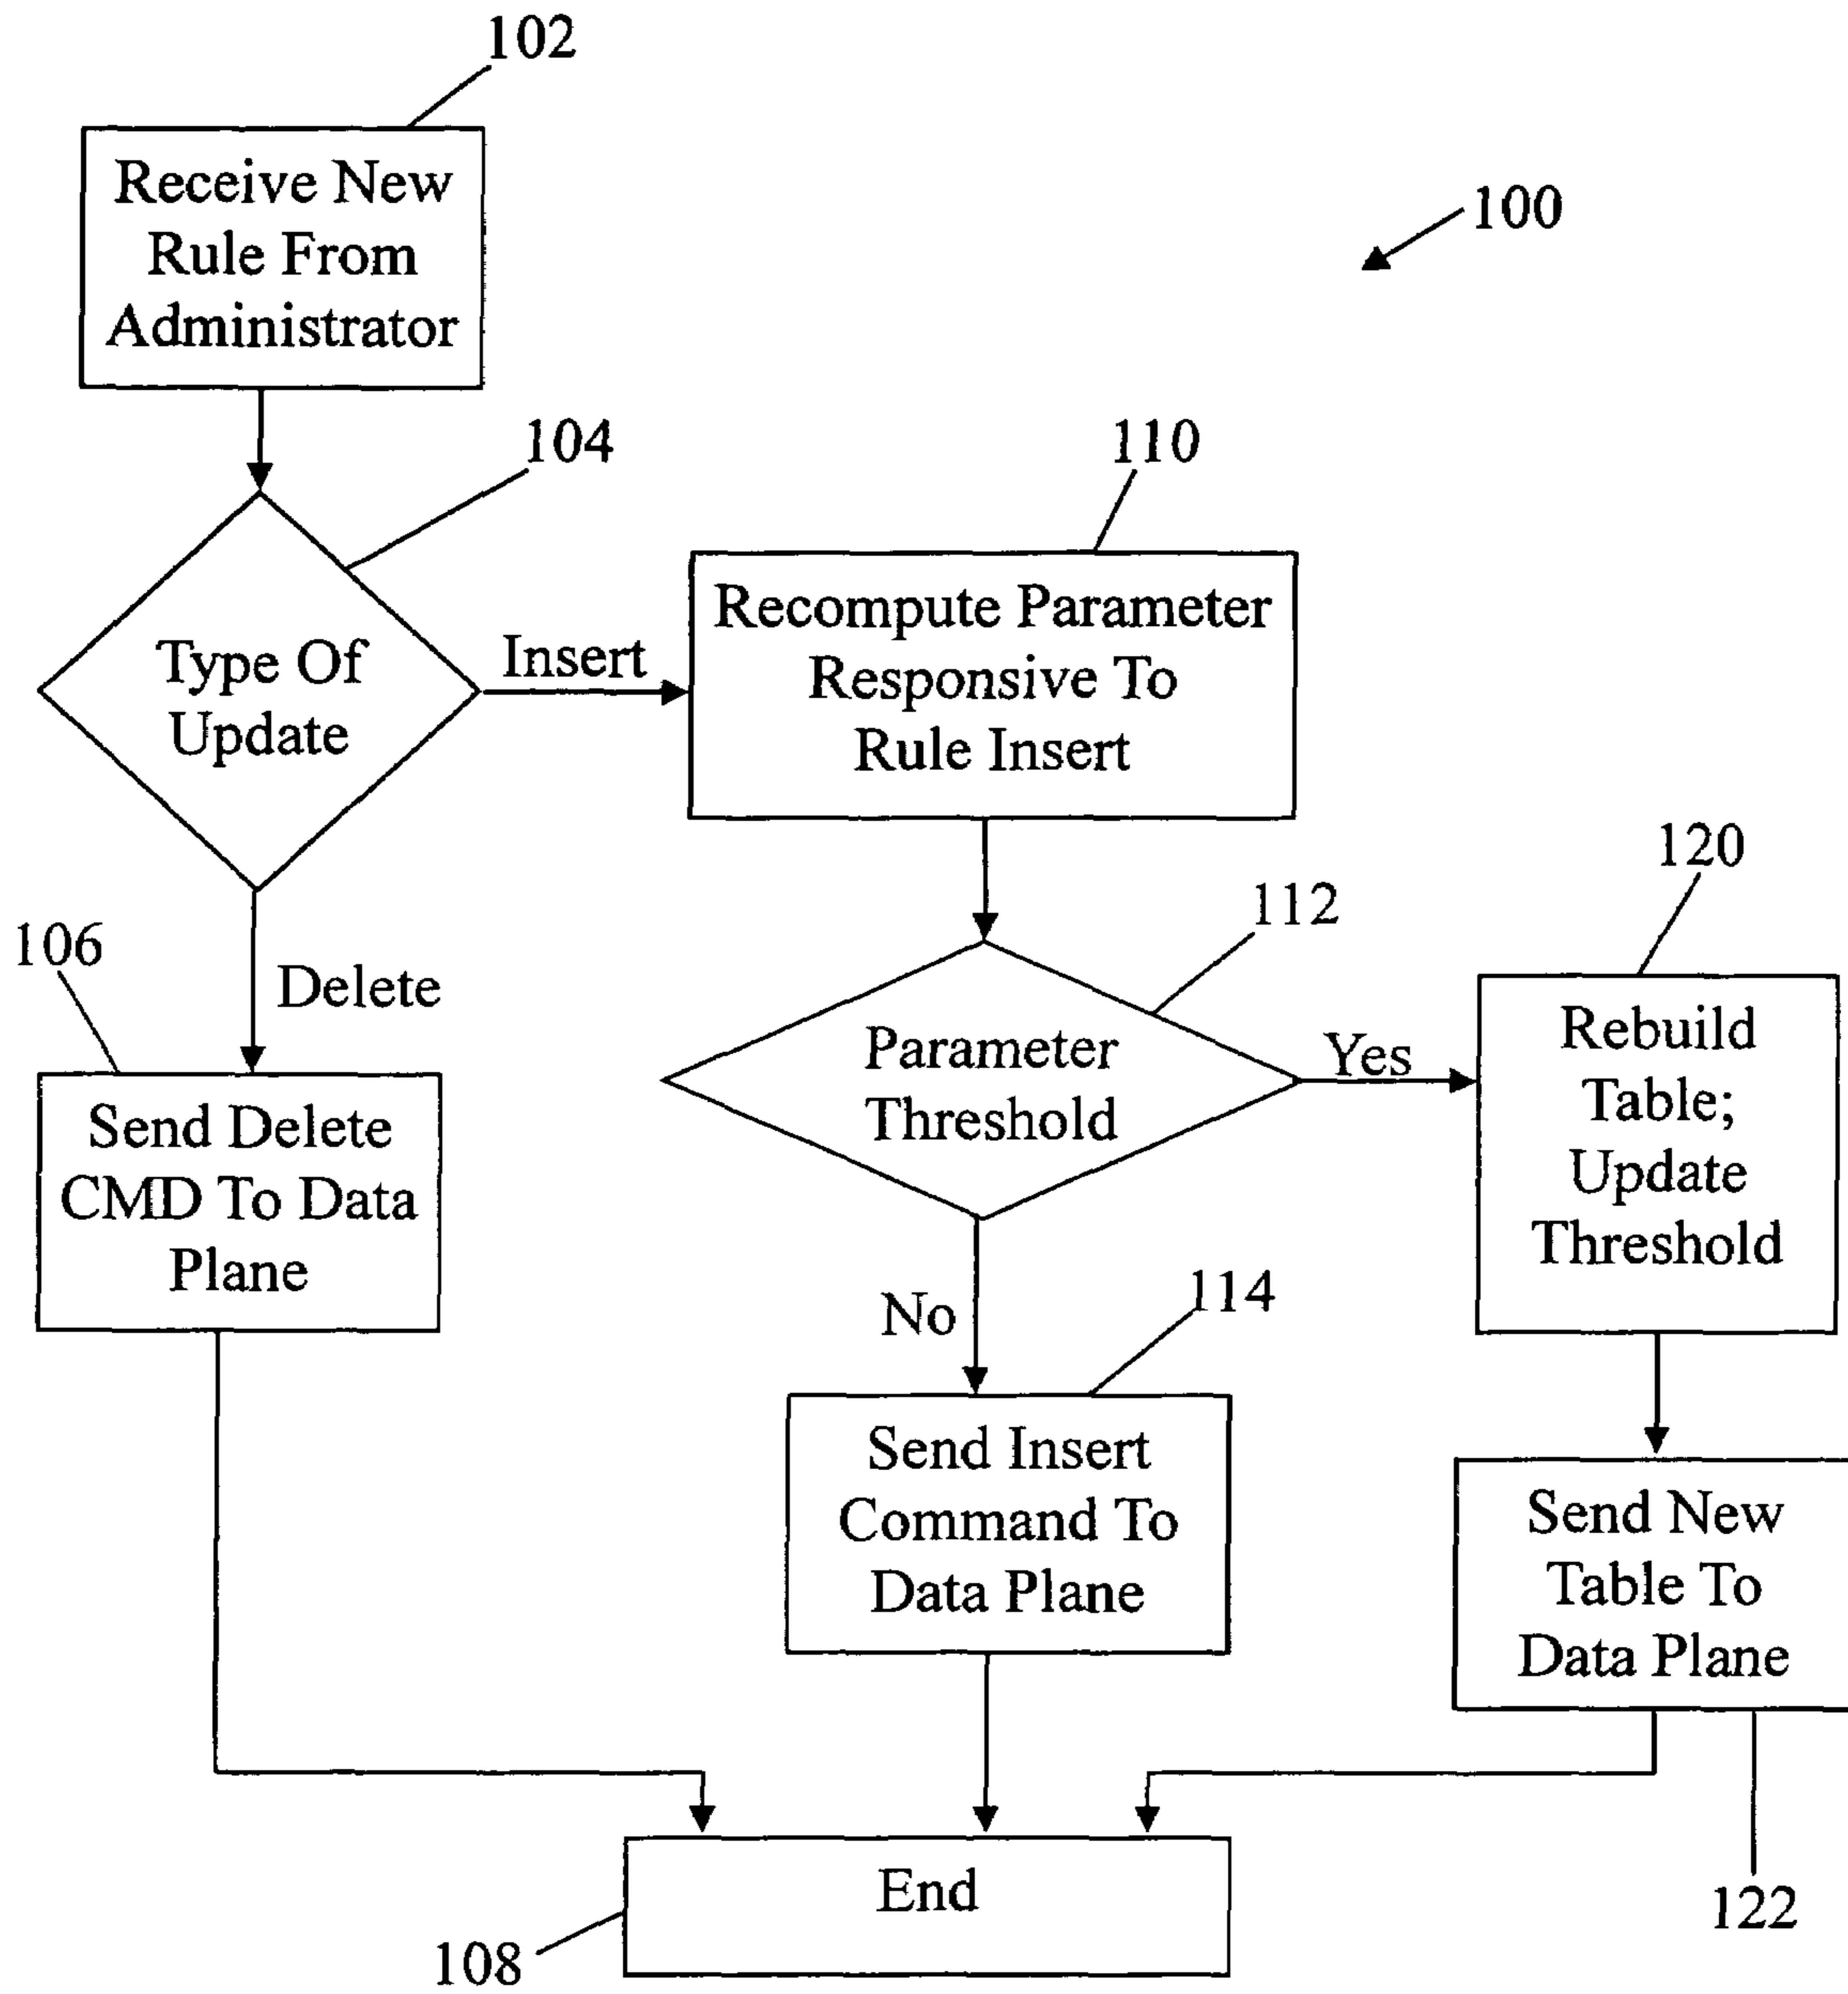 102
Receive New
Rule From
Administrator
100
104
Type Of
Update
Insert
110
Recompute Parameter
Responsive To
Rule Insert
106
Delete
Send Delete
CMD To Data
Plane
112
Parameter
Threshold
Yes
120
Rebuild
Table;
Update
Threshold
No
114
Send Insert
Command To
Data Plane
Send New
Table To
Data Plane
122
End
108